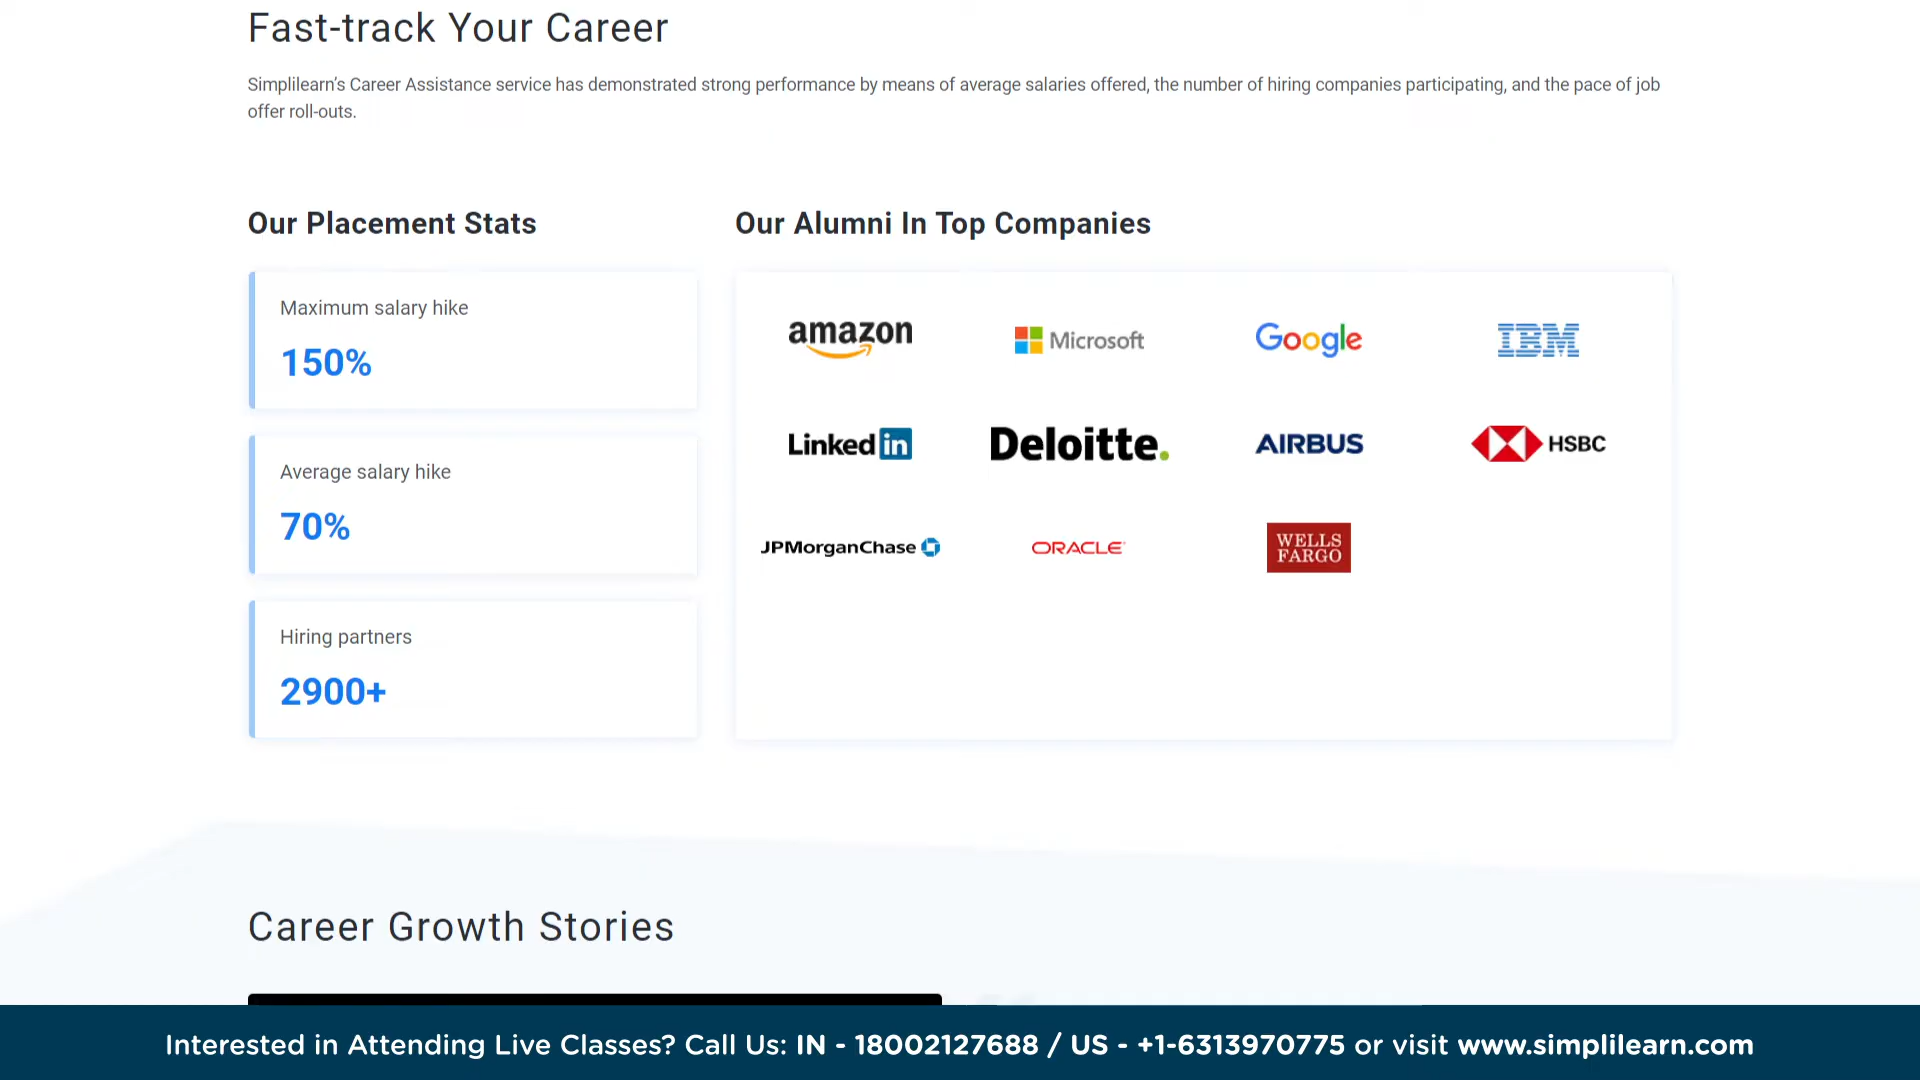 Fast-track Your Career
Simplilearn's Career Assistance service has demonstrated strong performance by means of average salaries offered, the number of hiring companies participating, and the pace of job
offer roll-outs.
Our Placement Stats
Maximum salary hike
150%
Average salary hike
70%
Hiring partners
2900+
Our Alumni In Top Companies
amazon
Microsoft
Google
IBM
Linkedin
Deloitte.
AIRBUS
HSBC
JPMorganChase
ORACLE
WELLS
FARGO
Career Growth Stories
Interested in Attending Live Classes? Call Us: IN - 18002127688 / US - +1-6313970775 or visit www.simplilearn.com